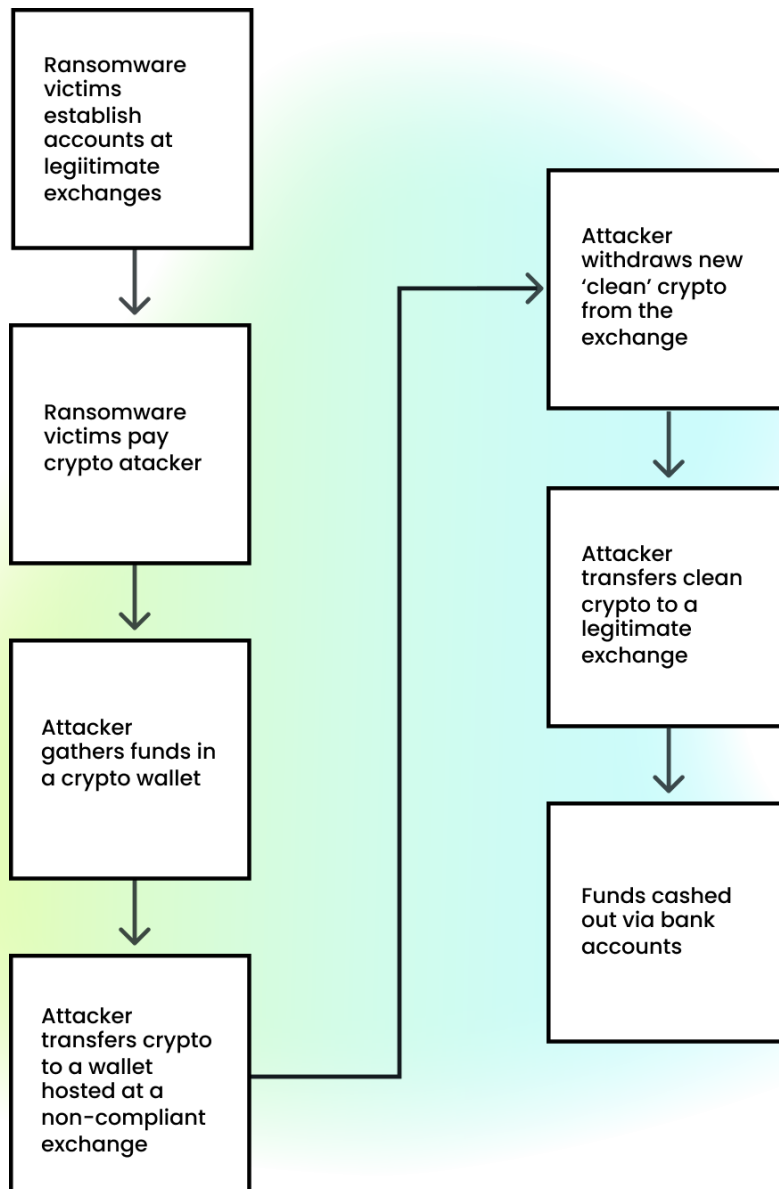 Ransomware
victims
establish
accounts at
legiitimate
exchanges
Ransomware
victims pay
crypto atacker
Attacker
gathers funds in
a crypto wallet
Attacker
transfers crypto
to a wallet
hosted at a
non-compliant
exchange
Attacker
withdraws new
‘clean’ crypto
from the
exchange
Attacker
transfers clean
crypto to a
legitimate
exchange
Funds cashed
out via bank
accounts